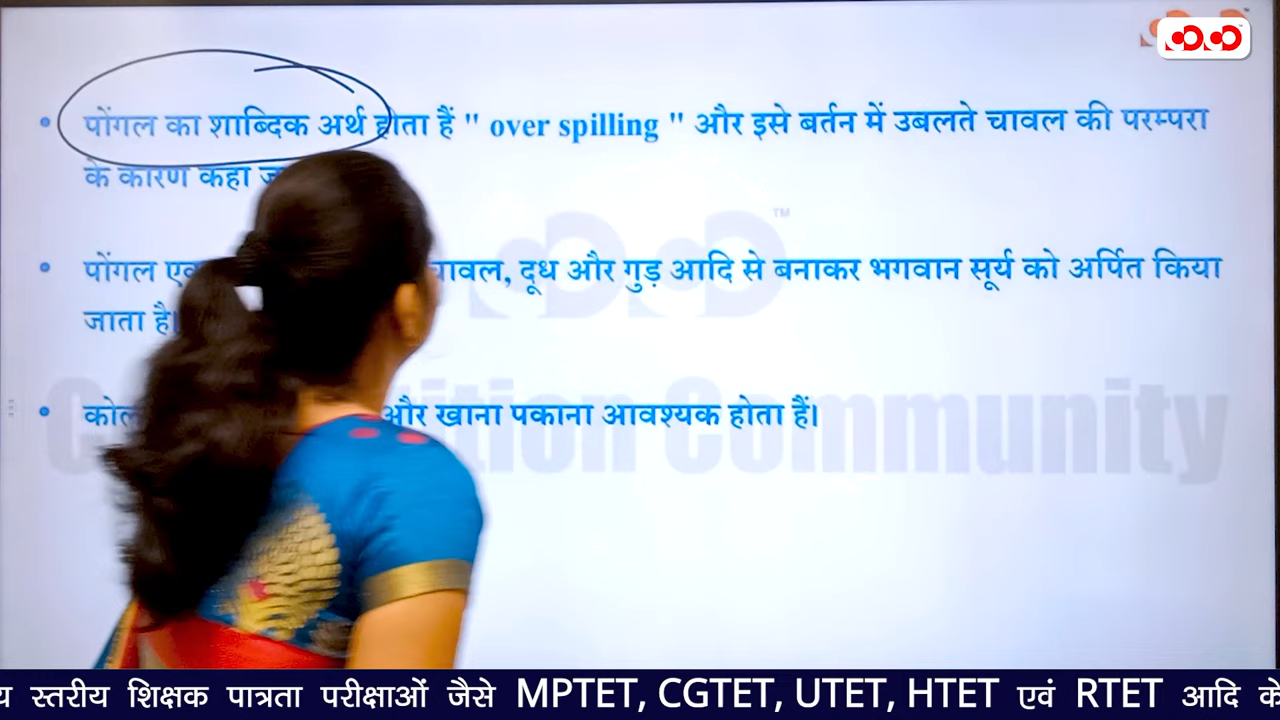 पोंगल का शाब्दिक अर्थ होता हैं " over spilling " और इसे बर्तन में उबलते चावल की परम्परा
के कारण कहा
पोंगल चावल, दूध और गुड़ आदि से बनाकर भगवान सूर्य को अर्पित किया
जाता है।
और खाना पकाना आवश्यक होता हैं।
Community
स्तरीय शिक्षक पात्रता परीक्षाओं जैसे MPTET, CGTET, UTET, HTET एवं RTET आदि के